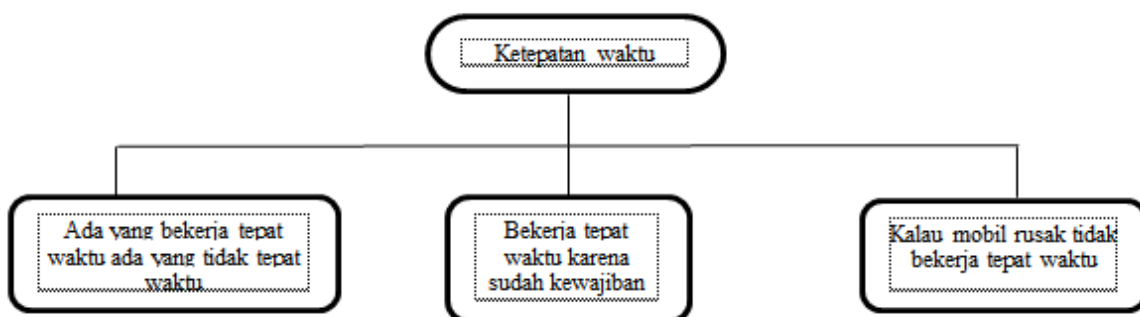 Ketepatan waktu
Ada yang bekerja tepat
waktu ada yang tidak tepat
waktu
Bekerja tepat
waktu karena
sudah kewajiban
Kalau mobil rusak tidak
bekerja tepat waktu